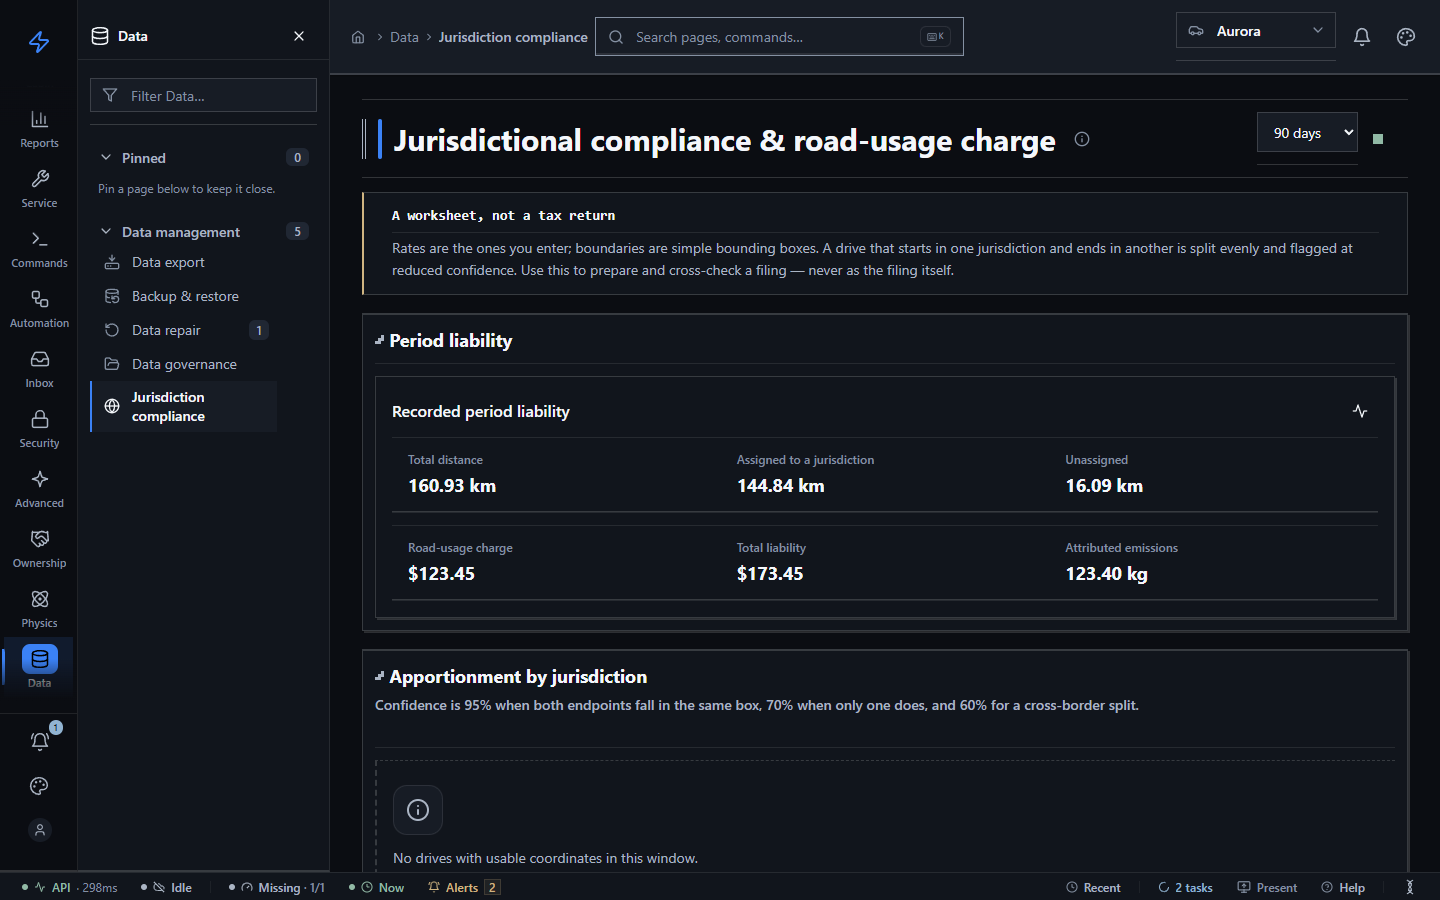 Data
Data
Jurisdiction compliance
Search pages, commands...
K
Aurora
Filter Data...
Reports
Service
Commands
Automation
Inbox
Security
Advanced
Ownership
Physics
Data
1
Pinned
0
Pin a page below to keep it close.
Data management
5
Data export
Backup & restore
Data repair
1
Data governance
Jurisdiction
compliance
Jurisdictional compliance & road-usage charge
90 days
A worksheet, not a tax return
Rates are the ones you enter; boundaries are simple bounding boxes. A drive that starts in one jurisdiction and ends in another is split evenly and flagged at
reduced confidence. Use this to prepare and cross-check a filing — never as the filing itself.
Period liability
Recorded period liability
Total distance
160.93 km
Assigned to a jurisdiction
144.84 km
Unassigned
16.09 km
Road-usage charge
$123.45
Total liability
$173.45
Attributed emissions
123.40 kg
Apportionment by jurisdiction
Confidence is 95% when both endpoints fall in the same box, 70% when only one does, and 60% for a cross-border split.
No drives with usable coordinates in this window.
API · 298ms
Idle
Missing · 1/1
Now
Alerts 2
Recent
2 tasks
Present
Help